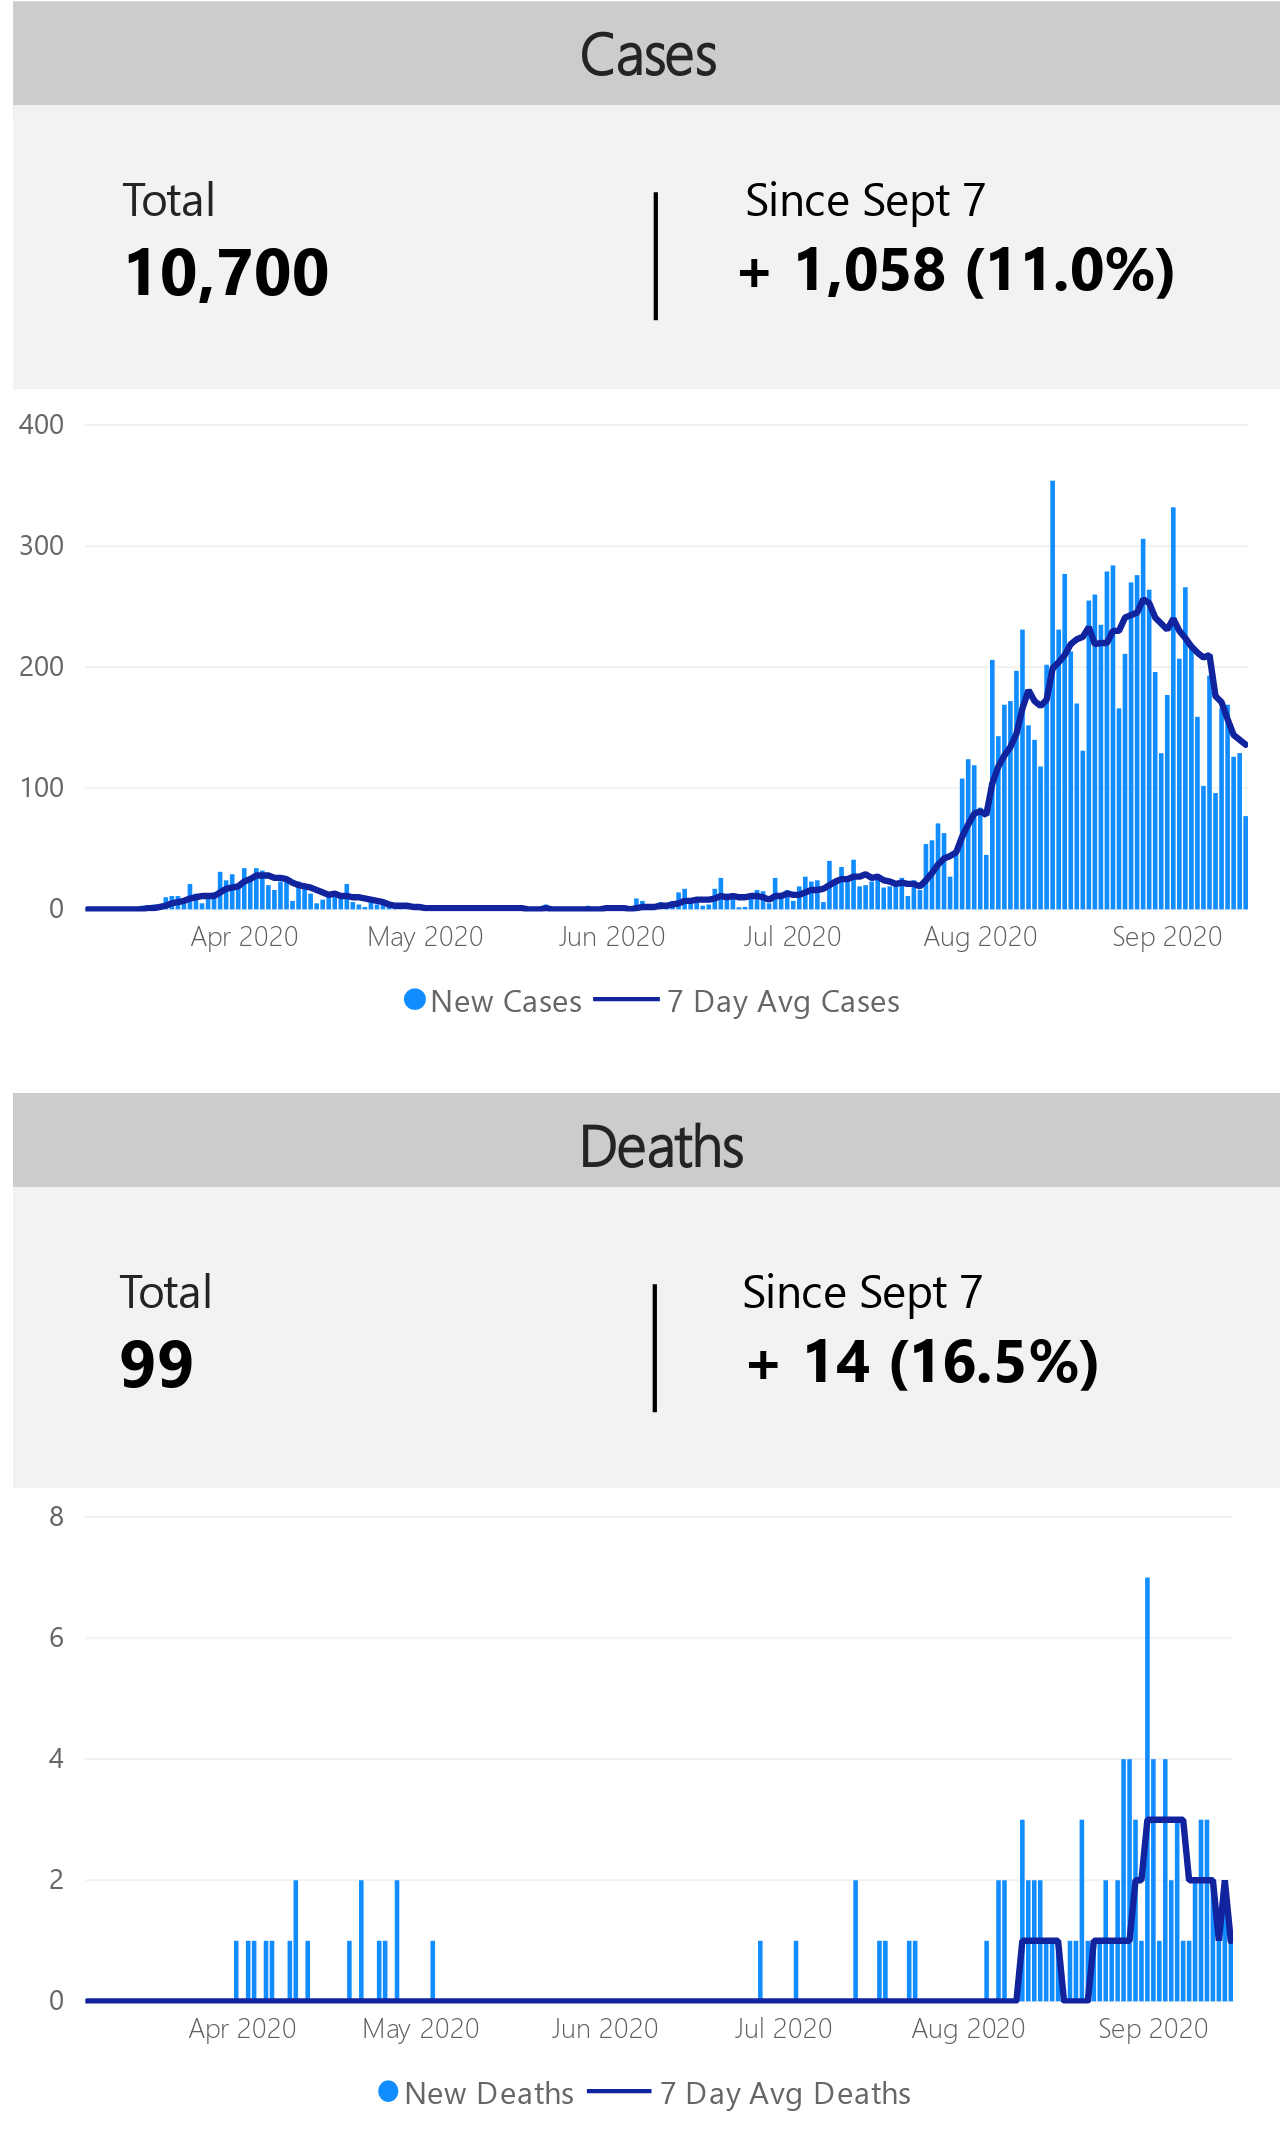 Cases
Total
Since Sept 7
10,700
+ 1,058 (11.0%)
400
300
200
100
0
Apr 2020
May 2020
Jun 2020
Jul 2020
Aug 2020
Sep 2020
New Cases
7 Day Avg Cases
Deaths
Total
Since Sept 7
99
+ 14 (16.5%)
8
6
4
2
0
Apr 2020
May 2020
Jun 2020
Jul 2020
Aug 2020
Sep 2020
New Deaths
7 Day Avg Deaths